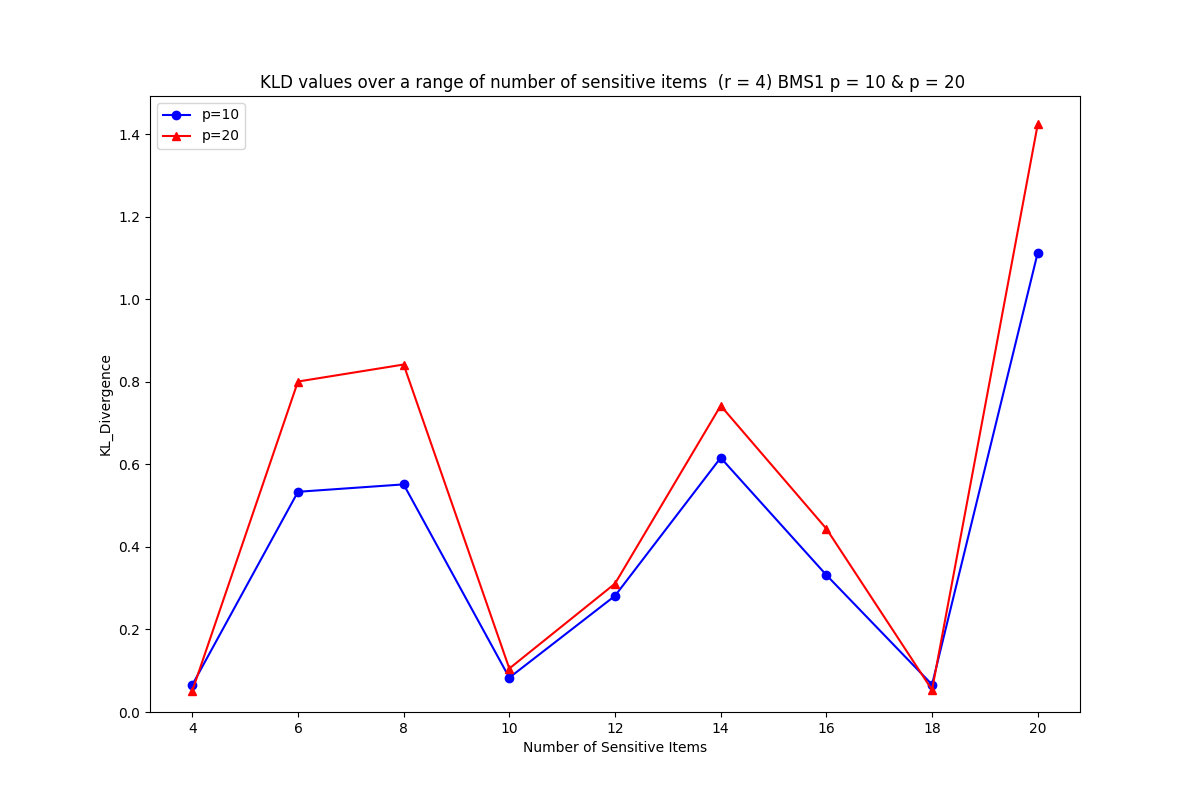 KLD values over a range of number of sensitive items  (r = 4) BMS1 p = 10 & p = 20
p=10
p=20
1.4
1.2
1.0
0.8
0.6
0.4
0.2
0.0
KL_Divergence
4 6 8 10 12 14 16 18 20
Number of Sensitive Items